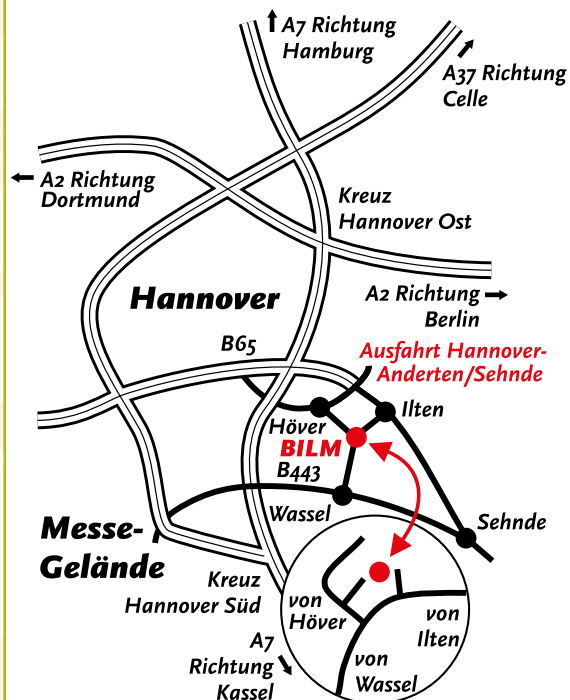 A7 Richtung
Hamburg
A37 Richtung
Celle
A2 Richtung
Dortmund
Kreuz
Hannover Ost
Hannover
A2 Richtung
Berlin
B65
Ausfahrt Hannover-
Anderten/Sehnde
Ilten
Höver
BILM
B443
Wassel
Sehnde
Messe-
Gelände
Kreuz
Hannover Süd
von
Höver
von
Ilten
A7
Richtung
Kassel
von
Wassel